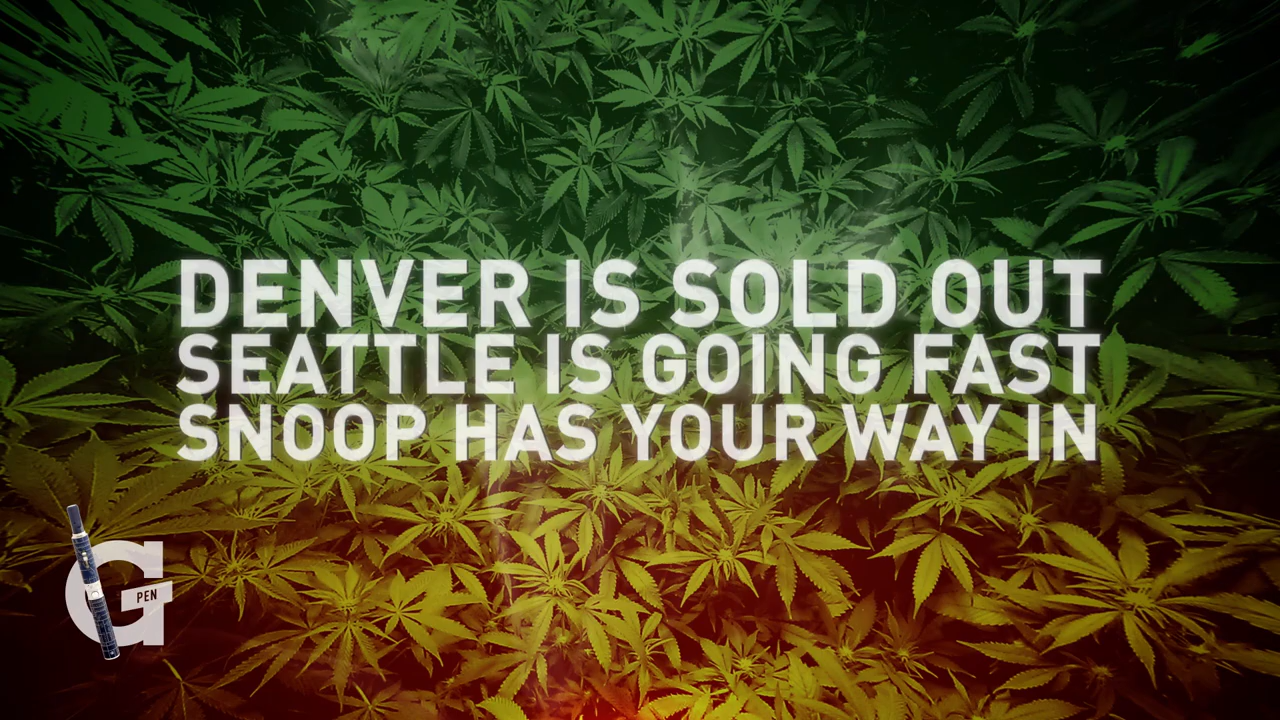 DENVER IS SOLD OUT
SEATTLE IS GOING FAST
SNOOP HAS YOUR WAY IN
G PEN